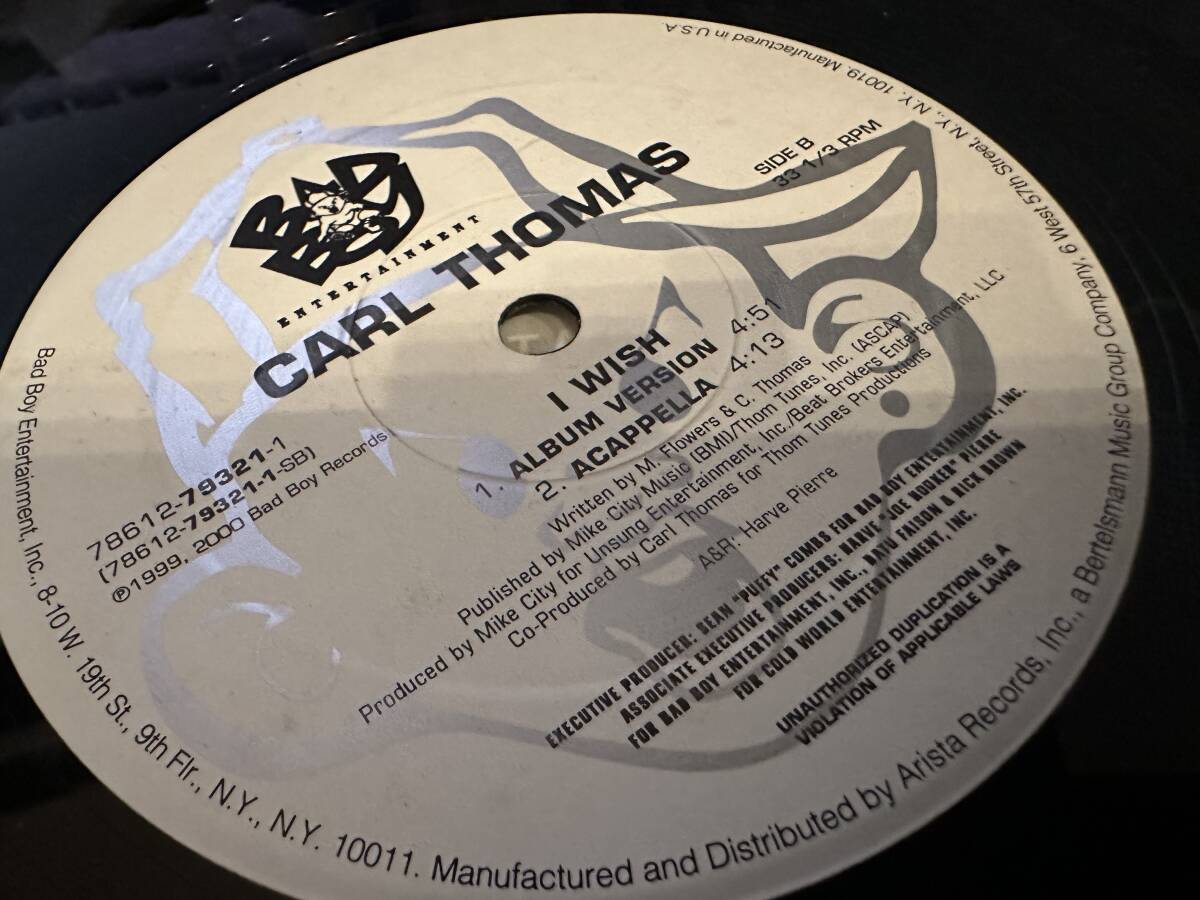 BAD
BOY
ENTERTAINMENT
CARL THOMAS
SIDE B
33 1/3 RPM
78612-79321-1
(78612-79321-1-SB)
℗1999, 2000 Bad Boy Records
I WISH
1. ALBUM VERSION 4:51
2. ACAPPELLA 4:13
Written by M. Flowers & C. Thomas
Published by Mike City Music (BMI)/Thom Tunes, Inc. (ASCAP)
Produced by Mike City for Unsung Entertainment, Inc./Beat Brokers Entertainment, LLC
Co-Produced by Carl Thomas for Thom Tunes Productions
A&R: Harve Pierre
EXECUTIVE PRODUCER: SEAN "PUFFY" COMBS FOR BAD BOY ENTERTAINMENT, INC.
ASSOCIATE EXECUTIVE PRODUCERS: HARVE "JOE HOOKER" PIERRE
FOR BAD BOY ENTERTAINMENT, INC., DAVU FAISON & RICK BROWN
FOR COLD WORLD ENTERTAINMENT, INC.
UNAUTHORIZED DUPLICATION IS A
VIOLATION OF APPLICABLE LAWS
Bad Boy Entertainment, Inc., 8-10 W. 19th St., 9th Flr., N.Y., N.Y. 10011. Manufactured and Distributed by Arista Records, Inc., a Bertelsmann Music Group Company, 6 West 57th Street, N.Y., N.Y. 10019. Manufactured in U.S.A.